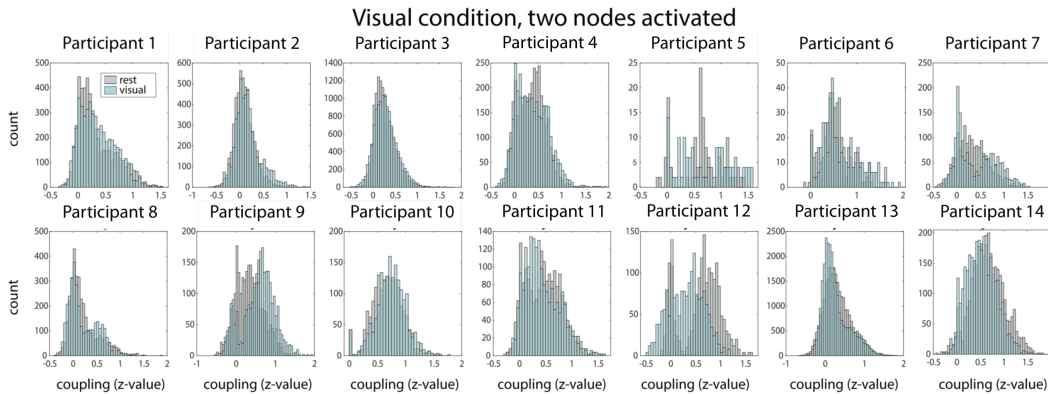 Visual condition, two nodes activated
Participant 1 Participant 2 Participant 3 Participant 4 Participant 5 Participant 6 Participant 7
500 600 1400 250 25 50 500
400 500 1200 200 20 40 400
300 400 1000 150 15 30 300
200 300 800 100 10 20 200
100 200 600 50 5 10 100
0 100 400 0 0 0 0
0 200
0
rest
visual
count
-0.5 0 0.5 1 1.5
-1 -0.5 0 0.5 1 1.5
-0.5 0 0.5 1 1.5 2
-0.5 0 0.5 1 1.5 2
-0.5 0 0.5 1 1.5
0 1 2
-0.5 0 0.5 1 1.5
Participant 8 Participant 9 Participant 10 Participant 11 Participant 12 Participant 13 Participant 14
500 200 200 140 150 2500 200
400 150 150 120 100 2000 150
300 100 100 100 50 1500 100
200 50 50 80 0 1000 50
100 0 0 60 500 0
0 40 0
20
0
count
-0.5 0 0.5 1 1.5 2
-1 0 1 2
0 0.5 1 1.5 2
-0.5 0 0.5 1 1.5
-0.5 0 0.5 1 1.5
-1 0 1 2
-0.5 0 0.5 1 1.5 2
coupling (z-value) coupling (z-value) coupling (z-value) coupling (z-value) coupling (z-value) coupling (z-value) coupling (z-value)